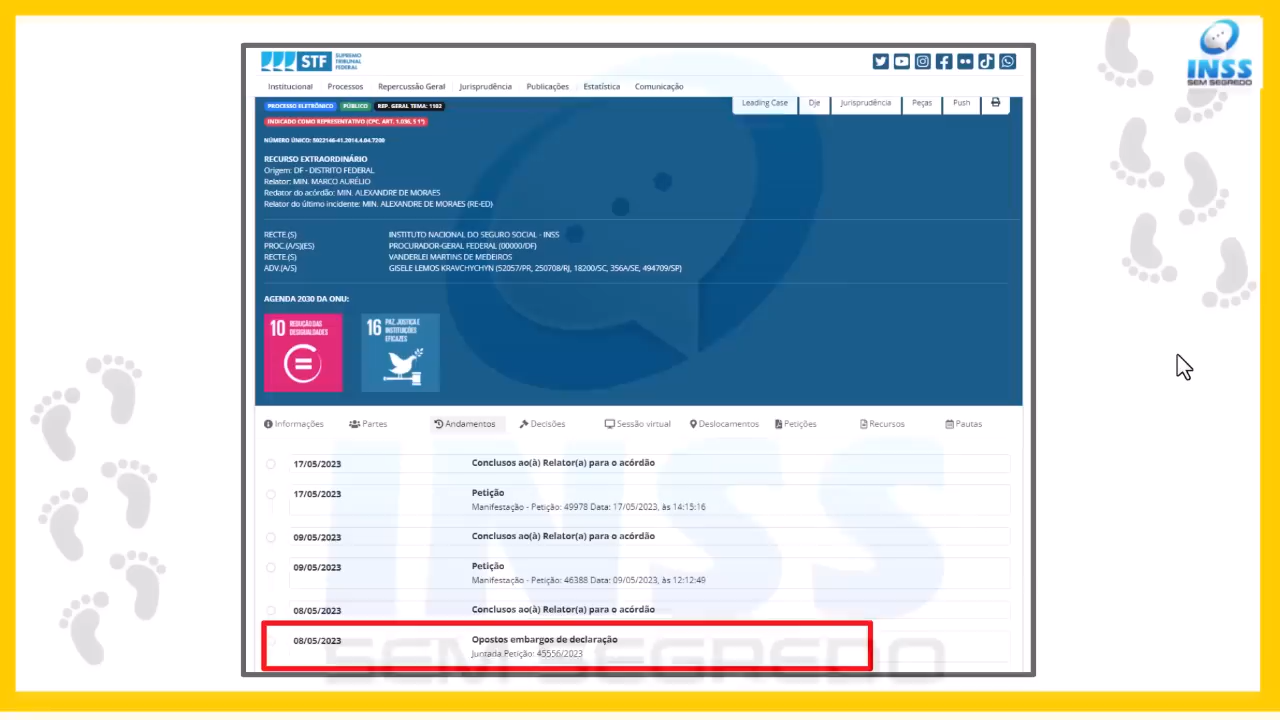 STF SUPREMO TRIBUNAL FEDERAL
INSS
SEM SEGREDO
Institucional Processos Repercussão Geral Jurisprudência Publicações Estatística Comunicação
PROCESSO ELETRÔNICO PÚBLICO REP. GERAL TEMA: 1102
Leading Case DJe Jurisprudência Peças Push
INDICADO COMO REPRESENTATIVO (CPC, ART. 1.036, § 1º)
NÚMERO ÚNICO: 5022146-41.2014.4.04.7200
RECURSO EXTRAORDINÁRIO
Origem: DF - DISTRITO FEDERAL
Relator: MIN. MARCO AURÉLIO
Redator do acórdão: MIN. ALEXANDRE DE MORAES
Relator do último incidente: MIN. ALEXANDRE DE MORAES (RE-ED)
RECTE.(S) INSTITUTO NACIONAL DO SEGURO SOCIAL - INSS
PROC.(A/S)(ES) PROCURADOR-GERAL FEDERAL (00000/DF)
RECTE.(S) VANDERLEI MARTINS DE MEDEIROS
ADV.(A/S) GISELE LEMOS KRAVCHYCHYN (52057/PR, 250708/RJ, 18200/SC, 356A/SE, 494709/SP)
AGENDA 2030 DA ONU:
10 REDUÇÃO DAS DESIGUALDADES
16 PAZ, JUSTIÇA E INSTITUIÇÕES EFICAZES
Informações Partes Andamentos Decisões Sessão virtual Deslocamentos Petições Recursos Pautas
17/05/2023 Conclusos ao(à) Relator(a) para o acórdão
17/05/2023 Petição
Manifestação - Petição: 49978 Data: 17/05/2023, às 14:15:16
09/05/2023 Conclusos ao(à) Relator(a) para o acórdão
09/05/2023 Petição
Manifestação - Petição: 46388 Data: 09/05/2023, às 12:12:49
08/05/2023 Conclusos ao(à) Relator(a) para o acórdão
08/05/2023 Opostos embargos de declaração
Juntada Petição: 45556/2023
INSS
SEM SEGREDO